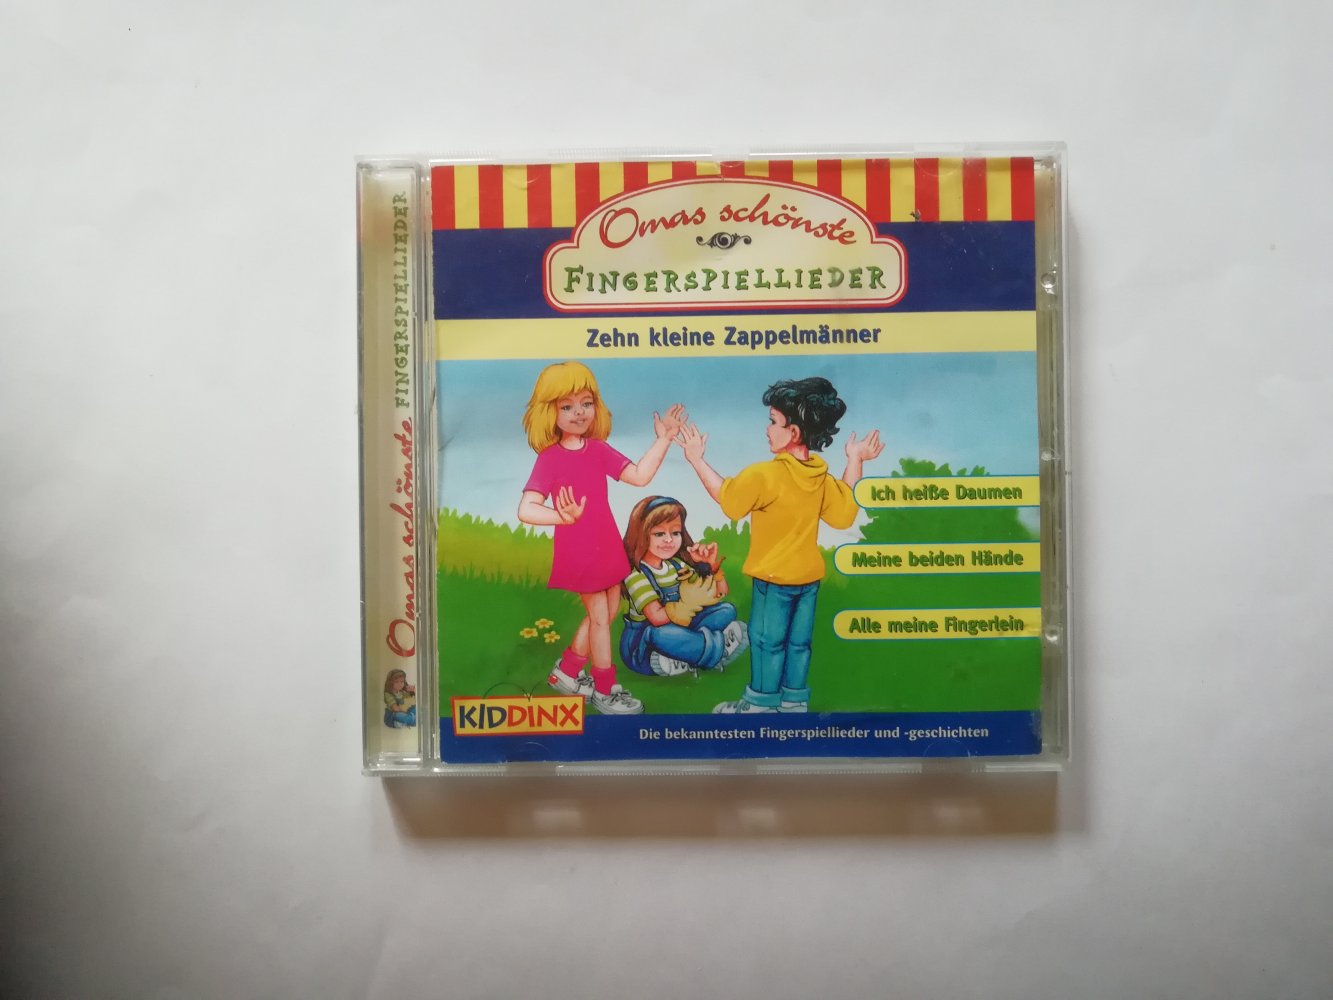 Omas schönste
FINGERSPIELLIEDER
Zehn kleine Zappelmänner
Ich heiße Daumen
Meine beiden Hände
Alle meine Fingerlein
KIDDINX
Die bekanntesten Fingerspiellieder und -geschichten
Omas schönste FINGERSPIELLIEDER